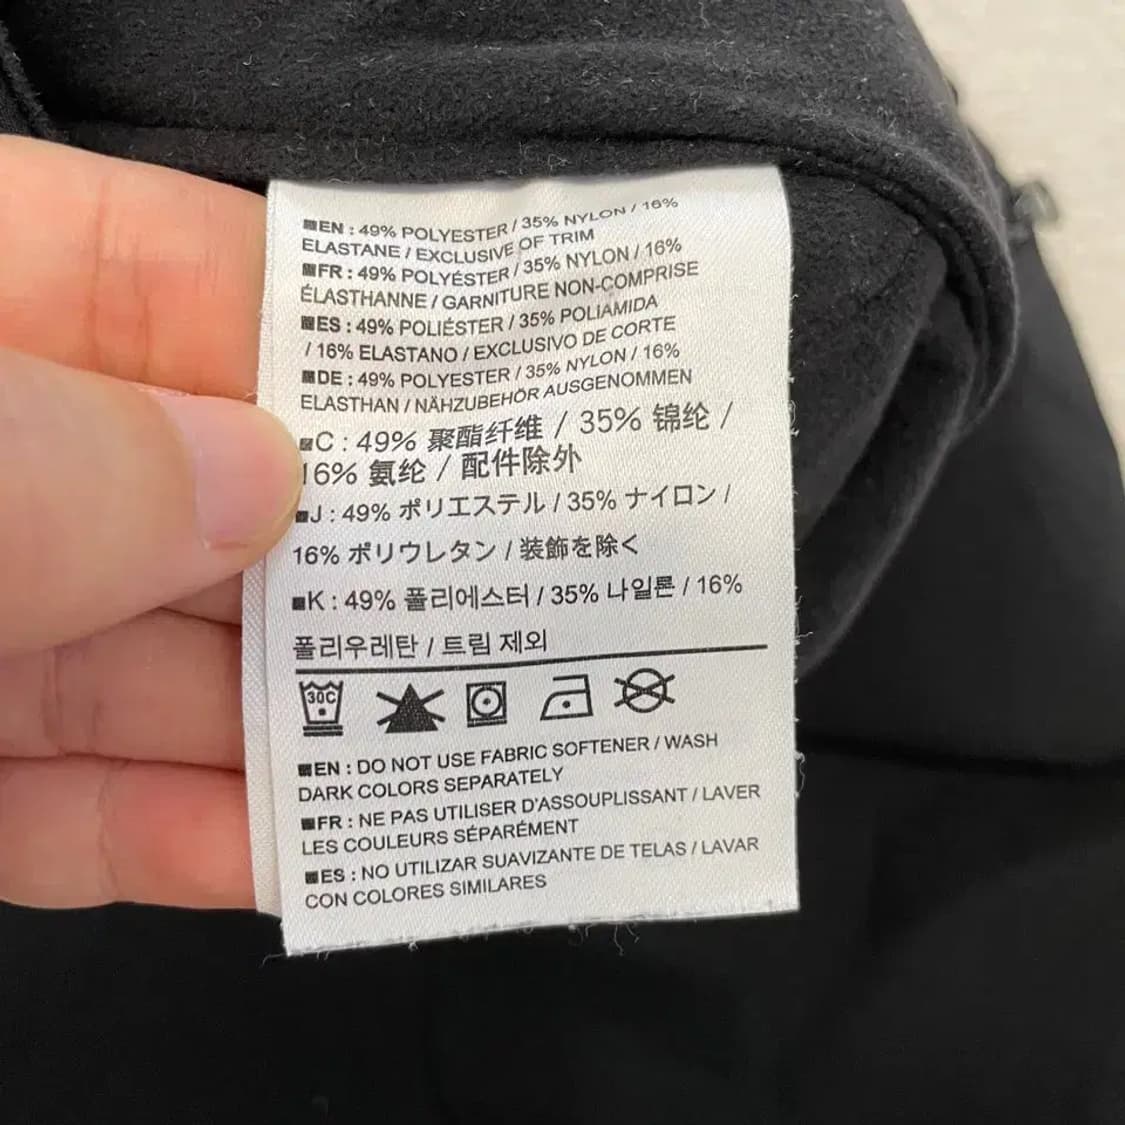 ■EN : 49% POLYESTER / 35% NYLON / 16%
ELASTANE / EXCLUSIVE OF TRIM
■FR : 49% POLYÉSTER / 35% NYLON / 16%
ÉLASTHANNE / GARNITURE NON-COMPRISE
■ES : 49% POLIÉSTER / 35% POLIAMIDA
/ 16% ELASTANO / EXCLUSIVO DE CORTE
■DE : 49% POLYESTER / 35% NYLON / 16%
ELASTHAN / NÄHZUBEHÖR AUSGENOMMEN
■C : 49% 聚酯纤维 / 35% 锦纶 /
16% 氨纶 / 配件除外
■J : 49% ポリエステル / 35% ナイロン /
16% ポリウレタン / 装飾を除く
■K : 49% 폴리에스터 / 35% 나일론 / 16%
폴리우레탄 / 트림 제외
30C
■EN : DO NOT USE FABRIC SOFTENER / WASH
DARK COLORS SEPARATELY
■FR : NE PAS UTILISER D'ASSOUPLISSANT / LAVER
LES COULEURS SÉPARÉMENT
■ES : NO UTILIZAR SUAVIZANTE DE TELAS / LAVAR
CON COLORES SIMILARES